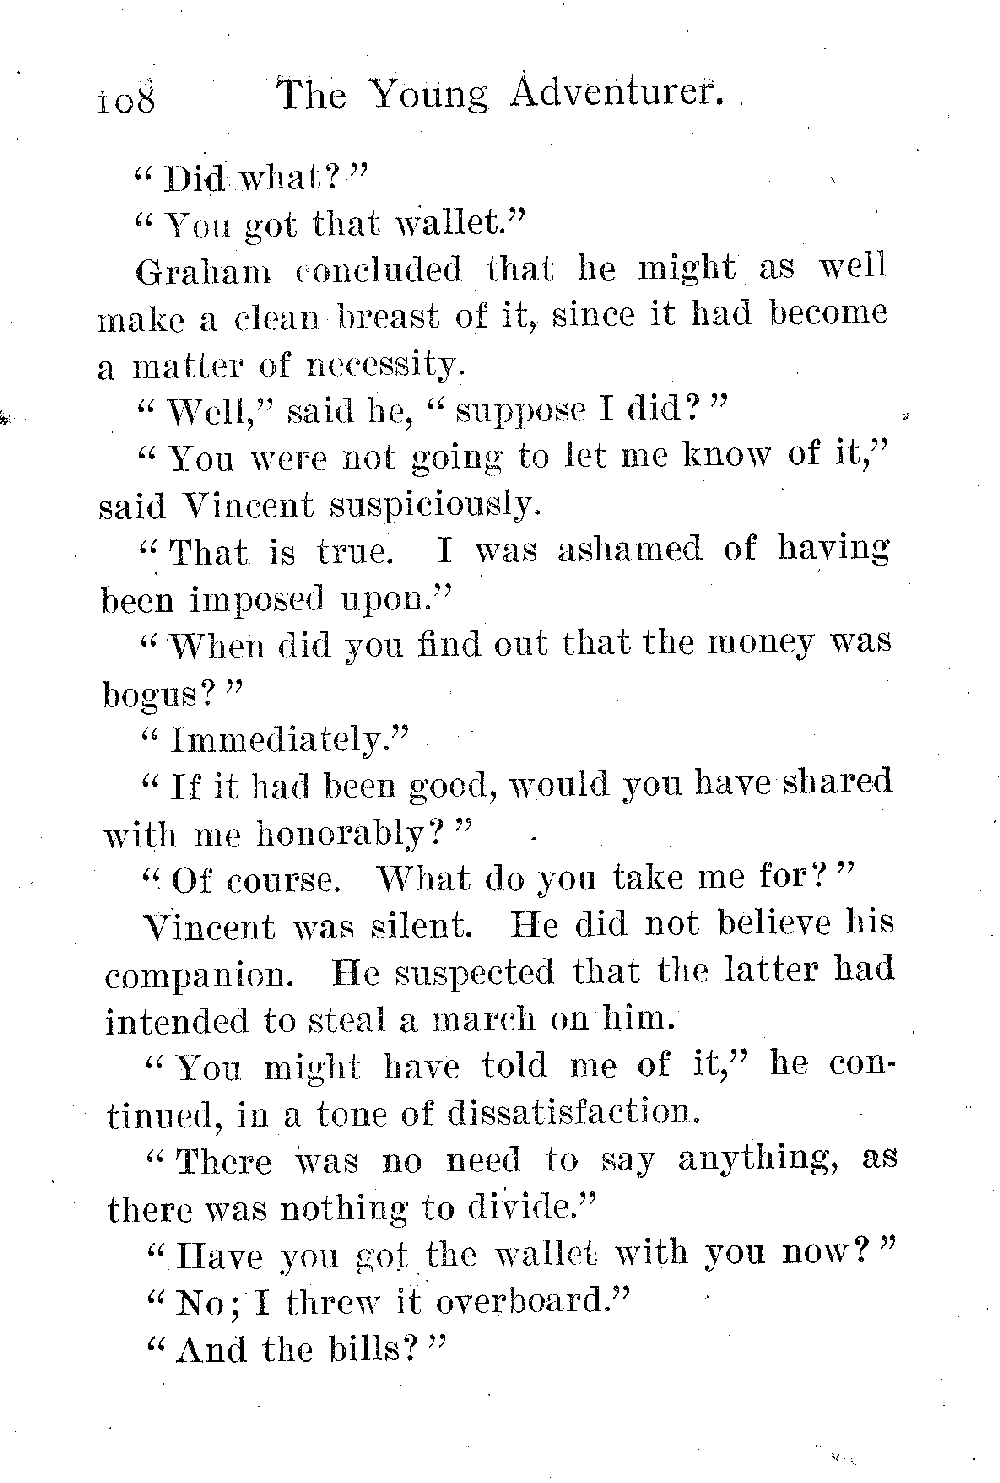 108 The Young Adventurer.
“ Did what? ”
“ You got that wallet.”
Graham concluded that he might as well
make a clean breast of it, since it had become
a matter of necessity.
“ Well,” said he, “ suppose I did? ”
“ You were not going to let me know of it,”
said Vincent suspiciously.
“ That is true. I was ashamed of having
been imposed upon.”
“ When did you find out that the money was
bogus? ”
“ Immediately.”
“ If it had been good, would you have shared
with me honorably? ”
“ Of course. What do you take me for? ”
Vincent was silent. He did not believe his
companion. He suspected that the latter had
intended to steal a march on him.
“ You might have told me of it,” he con-
tinued, in a tone of dissatisfaction.
“ There was no need to say anything, as
there was nothing to divide.”
“ Have you got the wallet with you now? ”
“ No; I threw it overboard.”
“ And the bills? ”